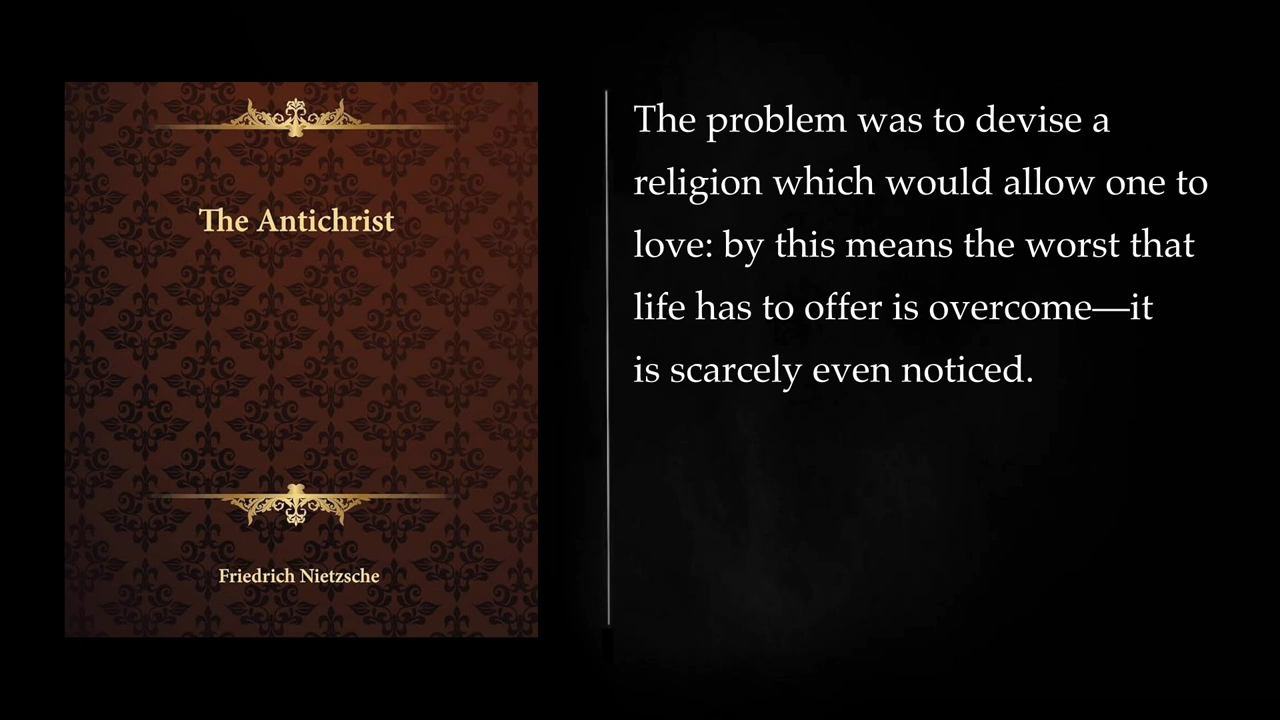 The Antichrist
Friedrich Nietzsche
The problem was to devise a
religion which would allow one to
love: by this means the worst that
life has to offer is overcome—it
is scarcely even noticed.